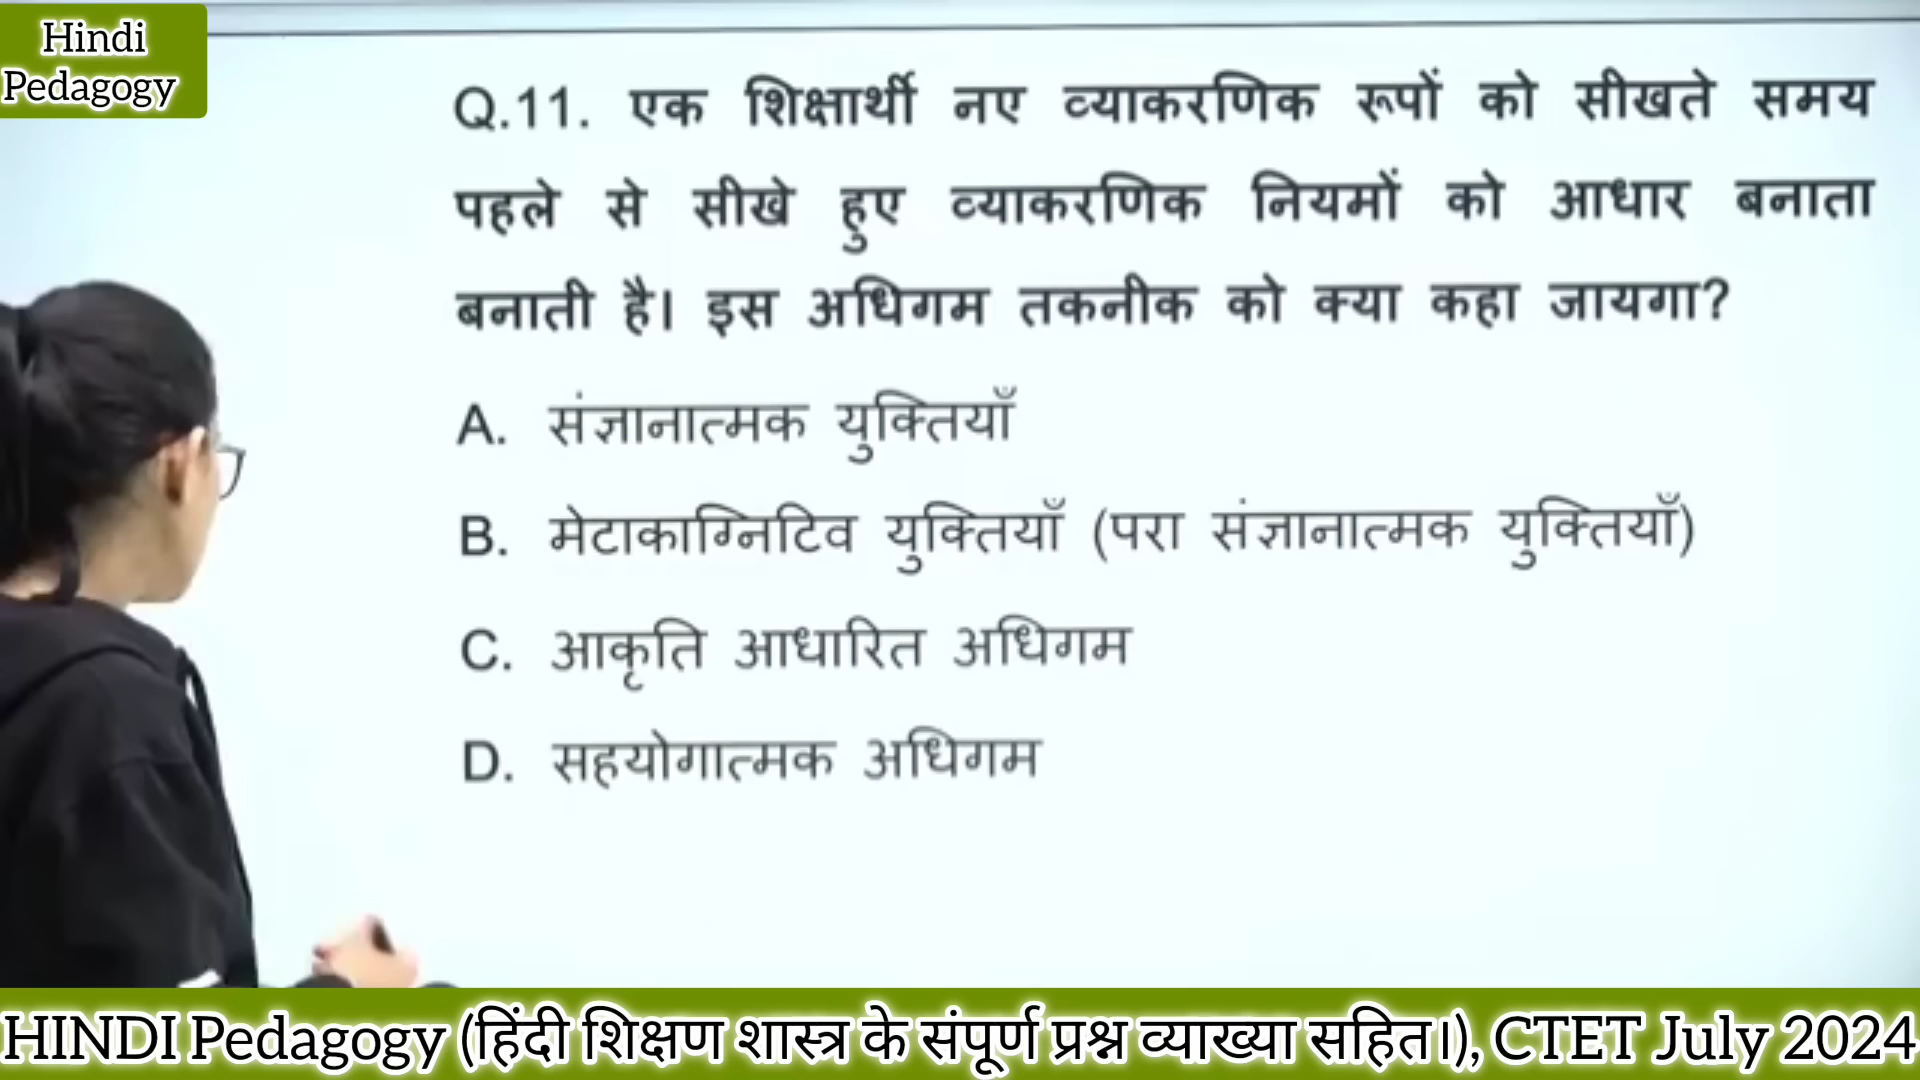 Hindi
Pedagogy
Q.11. एक शिक्षार्थी नए व्याकरणिक रूपों को सीखते समय
पहले से सीखे हुए व्याकरणिक नियमों को आधार बनाता
बनाती है। इस अधिगम तकनीक को क्या कहा जायगा?
A. संज्ञानात्मक युक्तियाँ
B. मेटाकाग्निटिव युक्तियाँ (परा संज्ञानात्मक युक्तियाँ)
C. आकृति आधारित अधिगम
D. सहयोगात्मक अधिगम
HINDI Pedagogy (हिंदी शिक्षण शास्त्र के संपूर्ण प्रश्न व्याख्या सहित।), CTET July 2024